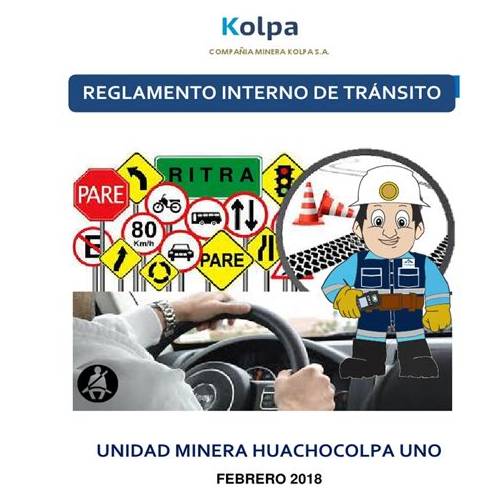 Kolpa
COMPAÑIA MINERA KOLPA S.A.
REGLAMENTO INTERNO DE TRÁNSITO
RITRA
PARE
80
Km/h
E
PARE
UNIDAD MINERA HUACHOCOLPA UNO
FEBRERO 2018